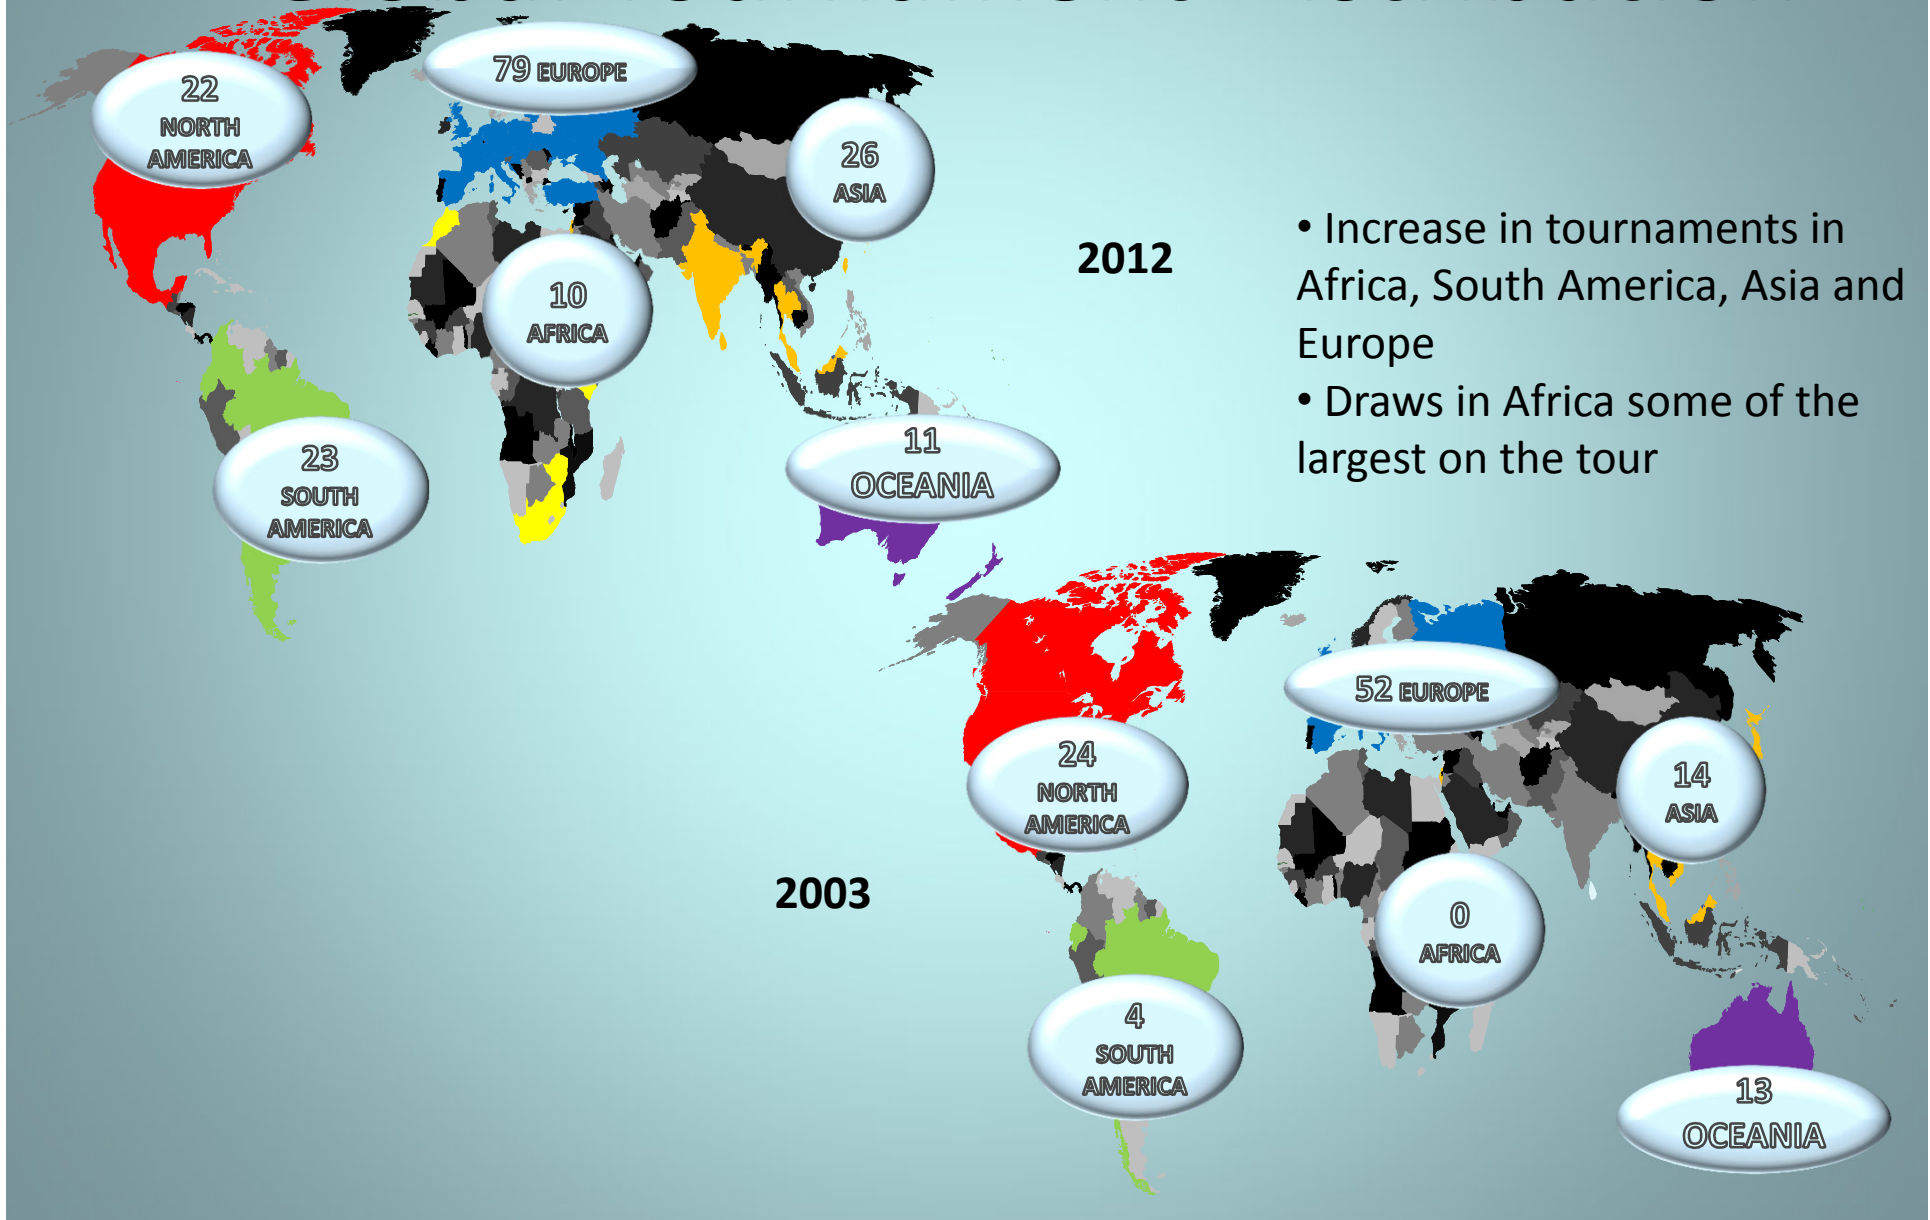 79 EUROPE
22
NORTH
AMERICA
26
ASIA
10
AFRICA
23
SOUTH
AMERICA
11
OCEANIA
2012
• Increase in tournaments in
Africa, South America, Asia and
Europe
• Draws in Africa some of the
largest on the tour
52 EUROPE
24
NORTH
AMERICA
14
ASIA
0
AFRICA
4
SOUTH
AMERICA
13
OCEANIA
2003